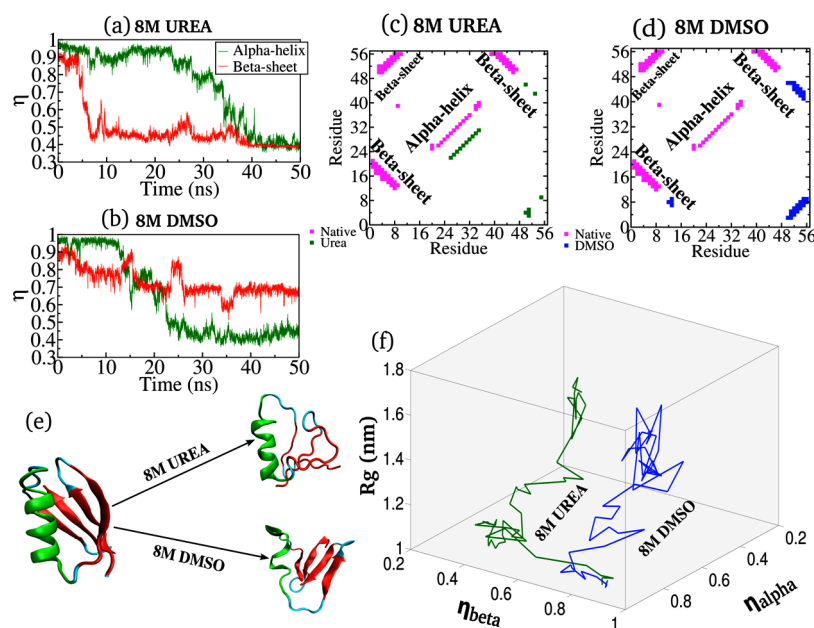 (a) 8M UREA
1
0.9
0.8
0.7
0.6
0.5
0.4
0.3
η
Alpha-helix
Beta-sheet
0 10 20 30 40 50
Time (ns)
(b) 8M DMSO
1
0.9
0.8
0.7
0.6
0.5
0.4
0.3
η
0 10 20 30 40 50
Time (ns)
(c) 8M UREA
56
48
40
32
24
16
8
0
Residue
Beta-sheet
Beta-sheet
Alpha-helix
Beta-sheet
0 8 16 24 32 40 48 56
Residue
Native
Urea
(d) 8M DMSO
56
48
40
32
24
16
8
0
Residue
Beta-sheet
Beta-sheet
Alpha-helix
Beta-sheet
0 8 16 24 32 40 48 56
Residue
Native
DMSO
(e)
8M UREA
8M DMSO
(f)
1.8
1.6
1.4
1.2
1
Rg (nm)
0.2
0.4
0.6
0.8
1
ηbeta
0.2
0.4
0.6
0.8
ηalpha
8M UREA
8M DMSO